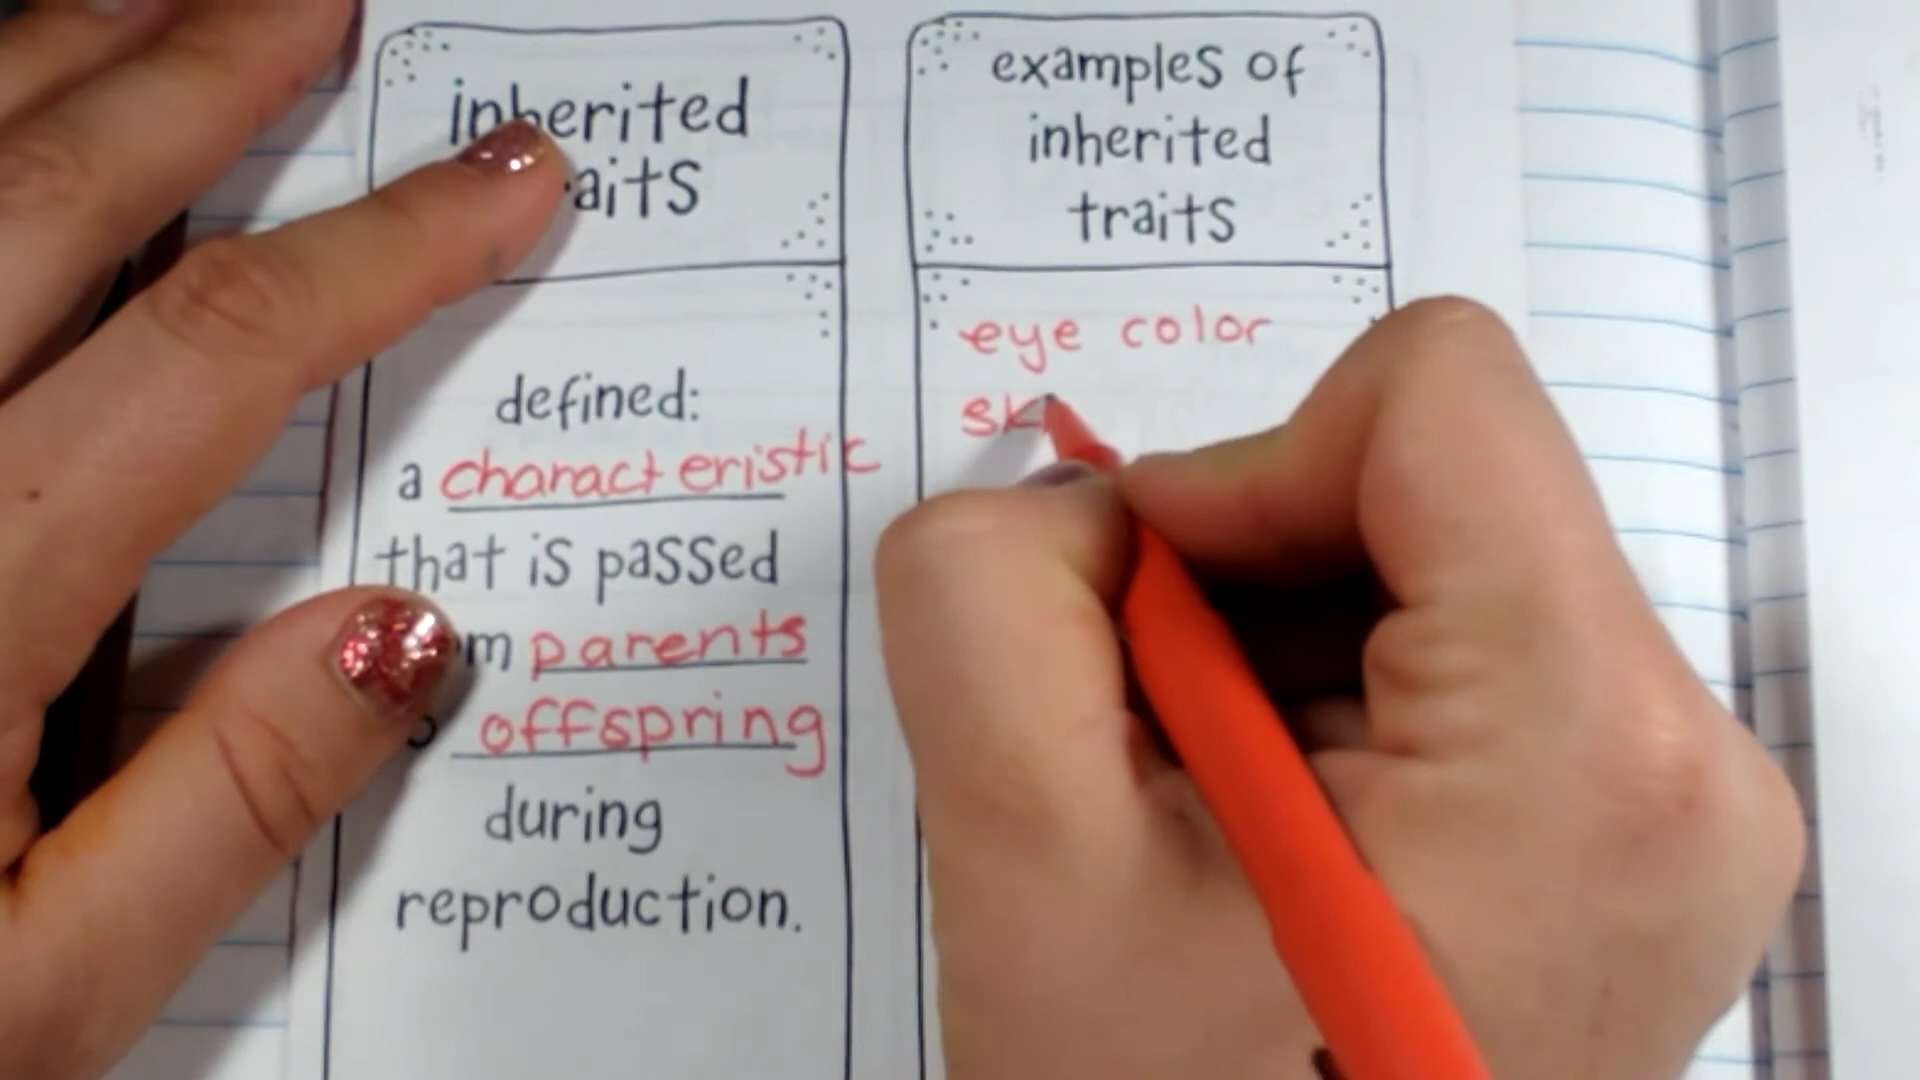 inherited
defined:
a characteristic
that is passed
parents
offspring
during
reproduction.
examples of
inherited
traits
eye color